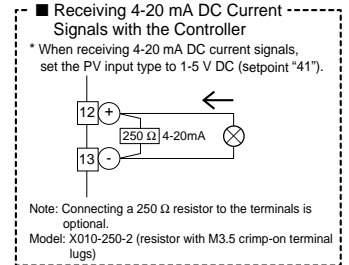 ■ Receiving 4-20 mA DC Current
Signals with the Controller
* When receiving 4-20 mA DC current signals,
set the PV input type to 1-5 V DC (setpoint "41").
12 +
250 Ω 4-20mA
13 -
Note: Connecting a 250 Ω resistor to the terminals is
optional.
Model: X010-250-2 (resistor with M3.5 crimp-on terminal
lugs)